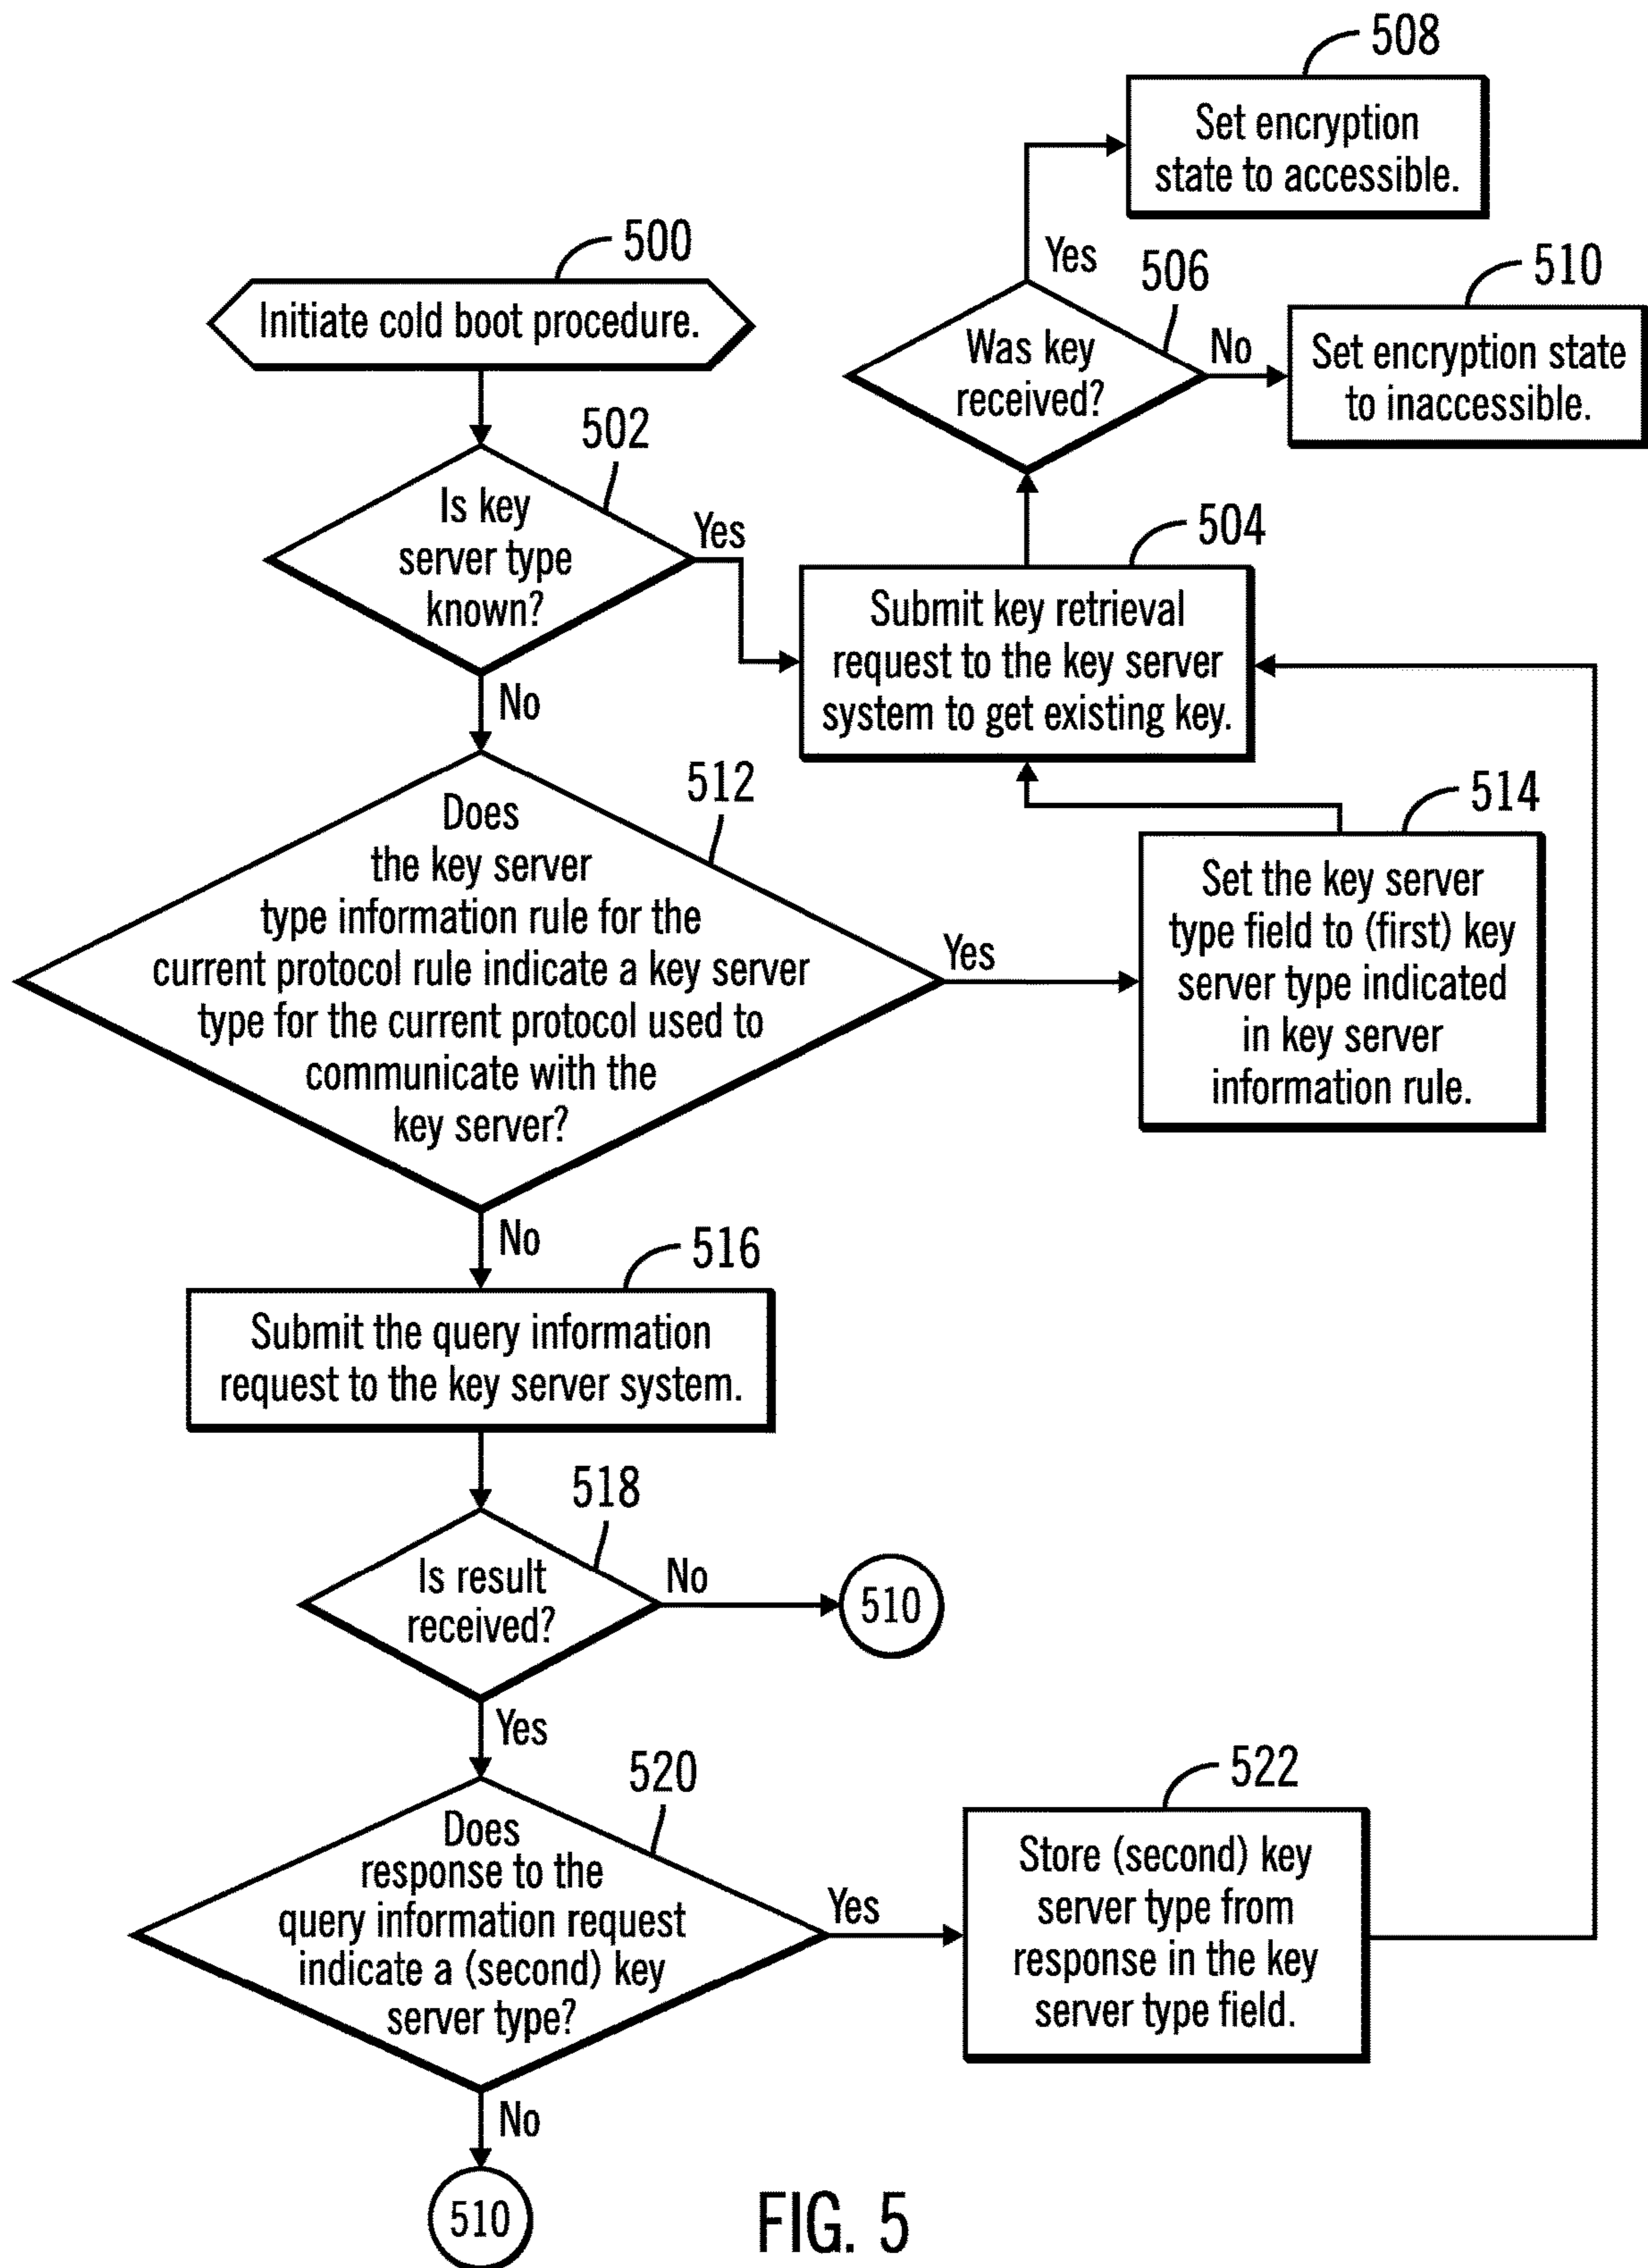 508
Set encryption
state to accessible.
500
Initiate cold boot procedure.
Yes
506
510
Was key
received?
No
Set encryption state
to inaccessible.
502
Is key
server type
known?
Yes
504
Submit key retrieval
request to the key server
system to get existing key.
No
512
Does
the key server
type information rule for the
current protocol rule indicate a key server
type for the current protocol used to
communicate with the
key server?
Yes
514
Set the key server
type field to (first) key
server type indicated
in key server
information rule.
No
516
Submit the query information
request to the key server system.
518
Is result
received?
No
510
Yes
520
Does
response to the
query information request
indicate a (second) key
server type?
Yes
522
Store (second) key
server type from
response in the key
server type field.
No
510
FIG. 5